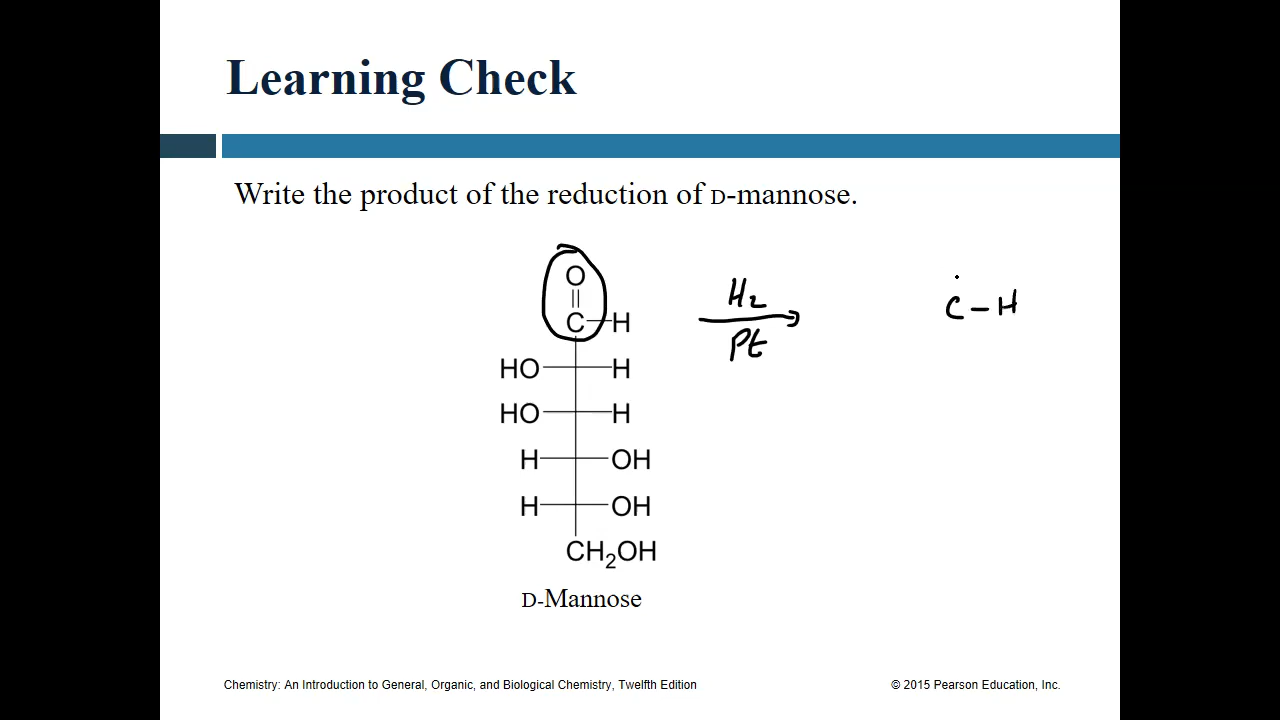 Learning Check
Write the product of the reduction of D-mannose.
O
C H
H2
Pt
C-H
HO H
HO H
H OH
H OH
CH2OH
D-Mannose
Chemistry: An Introduction to General, Organic, and Biological Chemistry, Twelfth Edition
© 2015 Pearson Education, Inc.